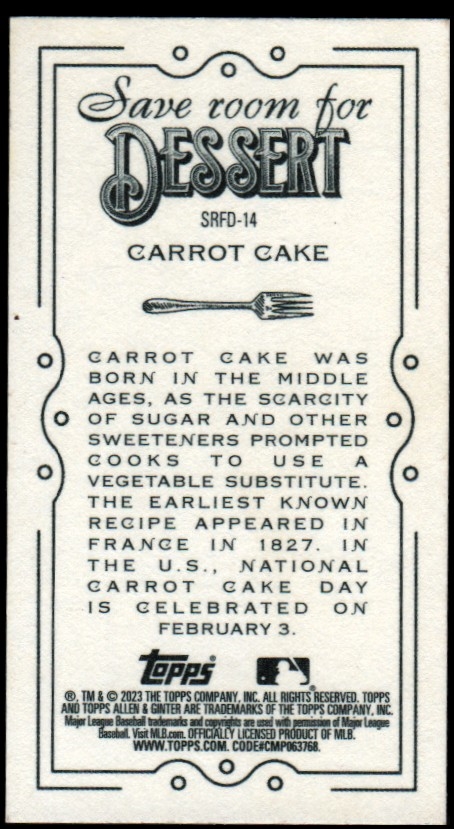 Save room for
DESSERT
SRFD-14
CARROT CAKE
CARROT CAKE WAS
BORN IN THE MIDDLE
AGES, AS THE SCARCITY
OF SUGAR AND OTHER
SWEETENERS PROMPTED
COOKS TO USE A
VEGETABLE SUBSTITUTE.
THE EARLIEST KNOWN
RECIPE APPEARED IN
FRANCE IN 1827. IN
THE U.S., NATIONAL
CARROT CAKE DAY
IS CELEBRATED ON
FEBRUARY 3.
topps®
®
®, TM & © 2023 THE TOPPS COMPANY, INC. ALL RIGHTS RESERVED. TOPPS
AND TOPPS ALLEN & GINTER ARE TRADEMARKS OF THE TOPPS COMPANY, INC.
Major League Baseball trademarks and copyrights are used with permission of Major League
Baseball. Visit MLB.com. OFFICIALLY LICENSED PRODUCT OF MLB.
WWW.TOPPS.COM. CODE#CMP063768.